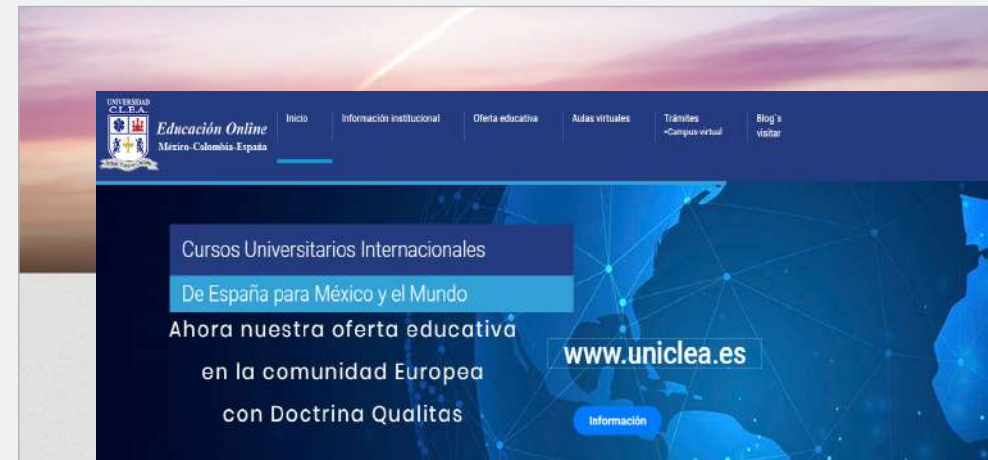 UNIVERSIDAD
C.L.E.A.
Educación Online
México-Colombia-España
Inicio
Información institucional
Oferta educativa
Aulas virtuales
Trámites
+Campus virtual
Blog's
visitar
Cursos Universitarios Internacionales
De España para México y el Mundo
Ahora nuestra oferta educativa
en la comunidad Europea
con Doctrina Qualitas
www.uniclea.es
Información